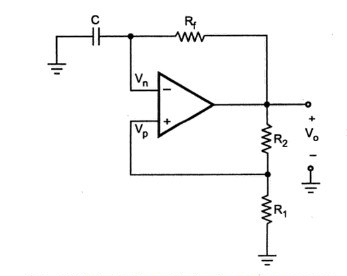 C
Rf
Vn
−
Vp
+
+
Vo
−
R2
R1